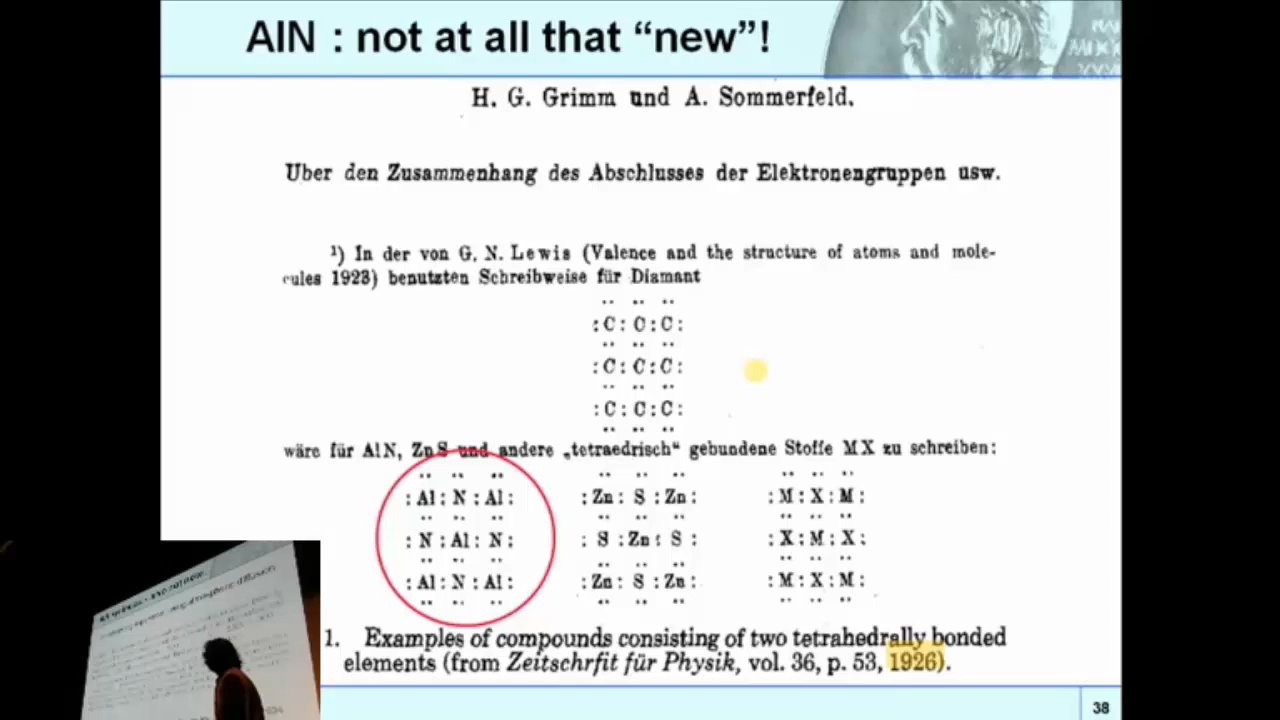 AlN : not at all that “new”!
H. G. Grimm und A. Sommerfeld.
Uber den Zusammenhang des Abschlusses der Elektronengruppen usw.
¹) In der von G. N. Lewis (Valence and the structure of atoms and mole-
cules 1923) benutzten Schreibweise für Diamant
:C:C:C:
:C:C:C:
:C:C:C:
wäre für AlN, ZnS und andere „tetraedrisch“ gebundene Stoffe MX zu schreiben:
:Al:N:Al: :Zn:S:Zn: :M:X:M:
:N:Al:N: :S:Zn:S: :X:M:X:
:Al:N:Al: :Zn:S:Zn: :M:X:M:
1. Examples of compounds consisting of two tetrahedrally bonded
elements (from Zeitschrfit für Physik, vol. 36, p. 53, 1926).
38